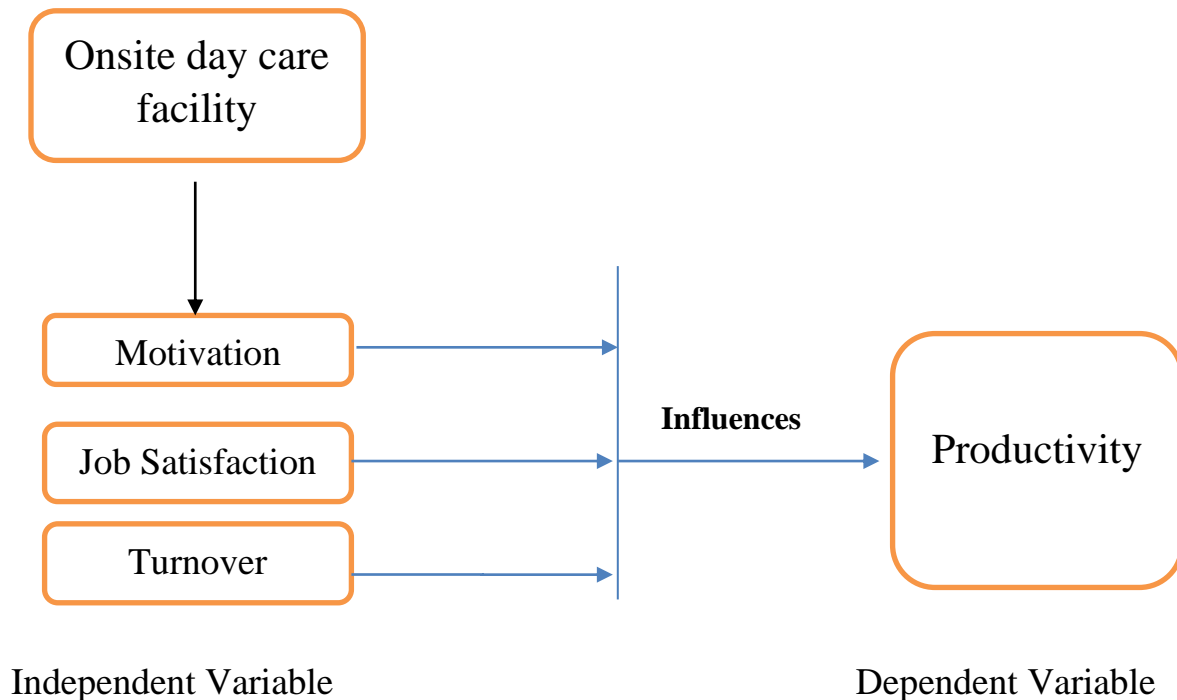 Onsite day care
facility
Motivation
Influences
Job Satisfaction
Productivity
Turnover
Independent Variable
Dependent Variable